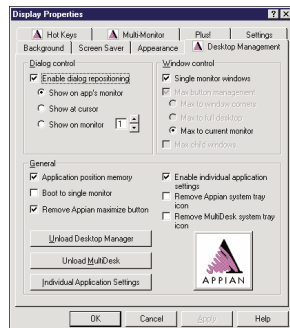 Display Properties
Hot Keys
Multi-Monitor
Plus!
Settings
Background
Screen Saver
Appearance
Desktop Management
Dialog control
Enable dialog repositioning
Show on app's monitor
Show at cursor
Show on monitor 1
Window control
Single monitor windows
Max button management
Max to window corners
Max to full desktop
Max to current monitor
Max child windows
General
Application position memory
Boot to single monitor
Remove Appian maximize button
Enable individual application
settings
Remove Appian system tray
icon
Remove MultiDesk system tray
icon
Unload Desktop Manager
Unload MultiDesk
Individual Application Settings
APPIAN
OK
Cancel
Apply
Help